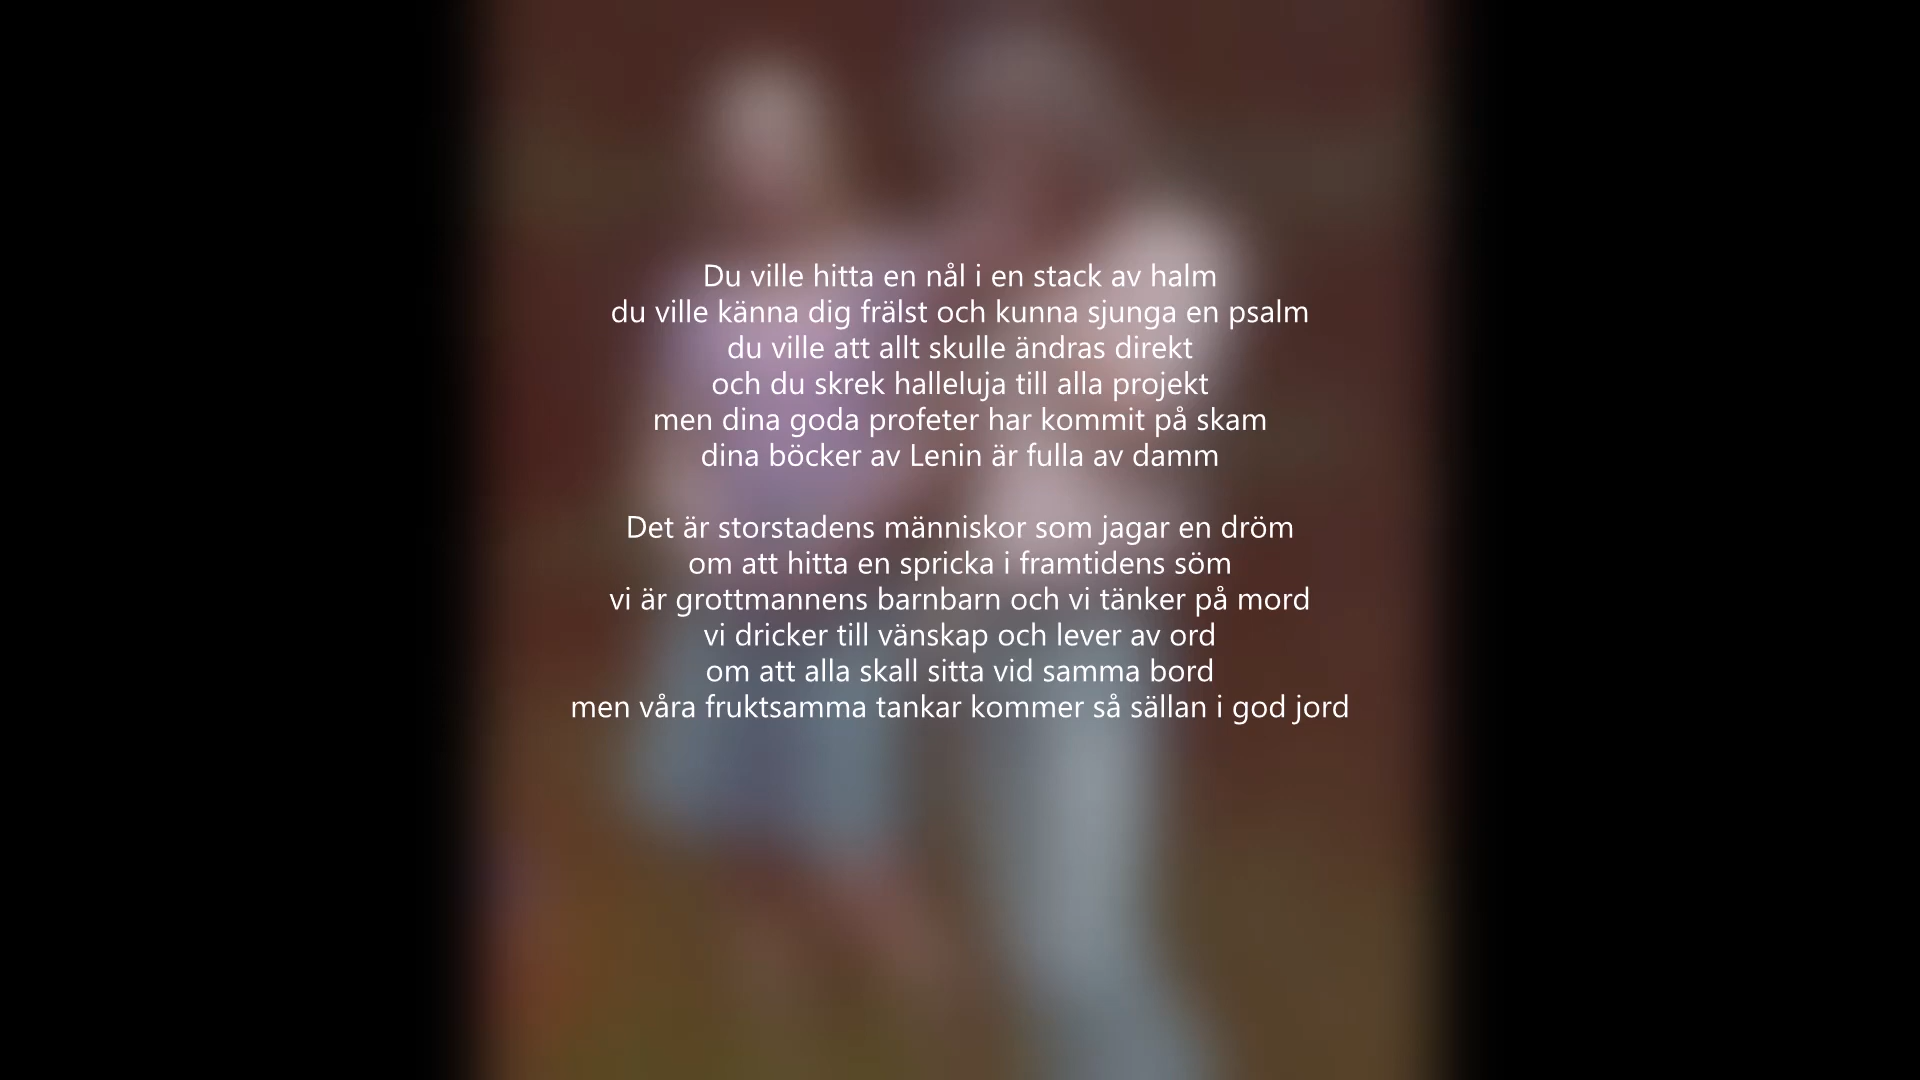 Du ville hitta en nål i en stack av halm
du ville känna dig frälst och kunna sjunga en psalm
du ville att allt skulle ändras direkt
och du skrek halleluja till alla projekt
men dina goda profeter har kommit på skam
dina böcker av Lenin är fulla av damm

Det är storstadens människor som jagar en dröm
om att hitta en spricka i framtidens söm
vi är grottmannens barnbarn och vi tänker på mord
vi dricker till vänskap och lever av ord
om att alla skall sitta vid samma bord
men våra fruktsamma tankar kommer så sällan i god jord